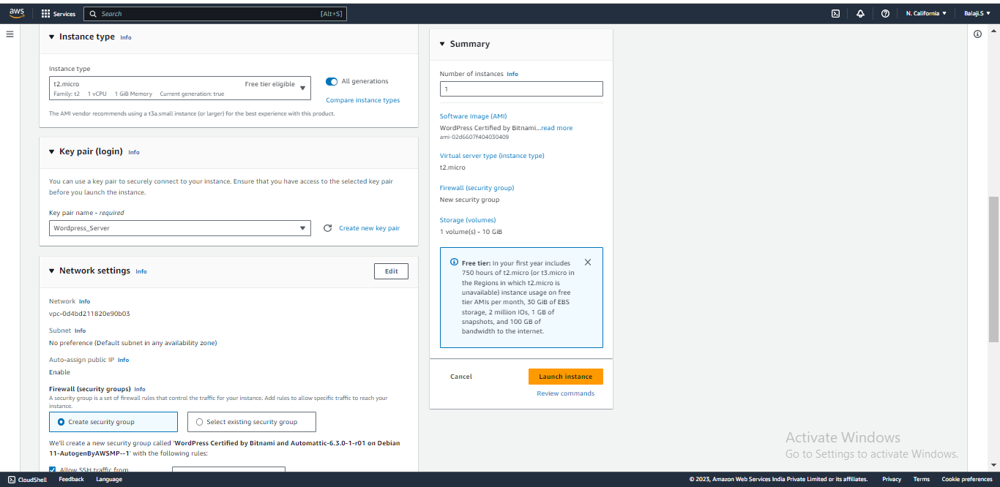 aws Services Search [Alt+S] N. California ▼ Balaji.S ▼
▼ Instance type Info
Instance type
t2.micro Free tier eligible
Family: t2 1 vCPU 1 GiB Memory Current generation: true
All generations
Compare instance types
The AMI vendor recommends using a t3a.small instance (or larger) for the best experience with this product.
▼ Key pair (login) Info
You can use a key pair to securely connect to your instance. Ensure that you have access to the selected key pair
before you launch the instance.
Key pair name - required
Wordpress_Server
Create new key pair
▼ Network settings Info
Edit
Network Info
vpc-0d4bd211820e90b03
Subnet Info
No preference (Default subnet in any availability zone)
Auto-assign public IP Info
Enable
Firewall (security groups) Info
A security group is a set of firewall rules that control the traffic for your instance. Add rules to allow specific traffic to reach your
instance.
Create security group
Select existing security group
We'll create a new security group called 'WordPress Certified by Bitnami and Automattic-6.3.0-1-r01 on Debian
11-AutogenByAWSMP--1' with the following rules:
Allow SSH traffic from
▼ Summary
Number of instances Info
1
Software Image (AMI)
WordPress Certified by Bitnami...read more
ami-02d6607f404030409
Virtual server type (instance type)
t2.micro
Firewall (security group)
New security group
Storage (volumes)
1 volume(s) - 10 GiB
Free tier: In your first year includes
750 hours of t2.micro (or t3.micro in
the Regions in which t2.micro is
unavailable) instance usage on free
tier AMIs per month, 30 GiB of EBS
storage, 2 million IOs, 1 GB of
snapshots, and 100 GB of
bandwidth to the internet.
Cancel
Launch instance
Review commands
Activate Windows
Go to Settings to activate Windows.
CloudShell Feedback Language © 2023, Amazon Web Services India Private Limited or its affiliates. Privacy Terms Cookie preferences